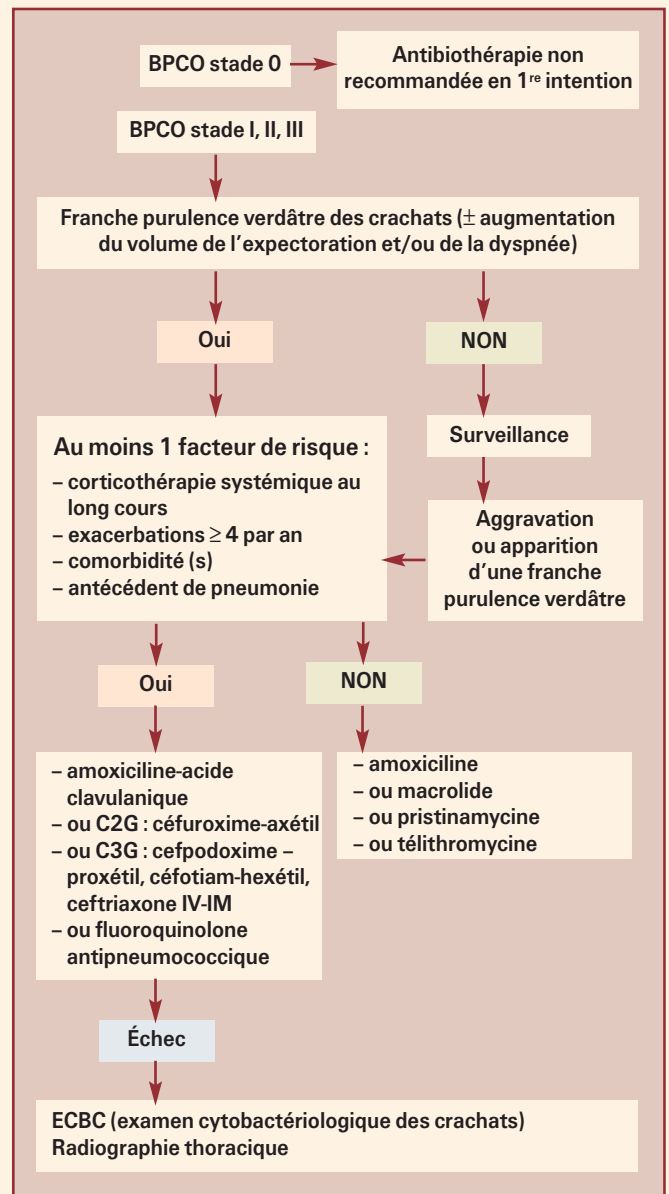 BPCO stade 0
Antibiothérapie non
recommandée en 1re intention
BPCO stade I, II, III
Franche purulence verdâtre des crachats (± augmentation
du volume de l'expectoration et/ou de la dyspnée)
Oui
NON
Au moins 1 facteur de risque :
– corticothérapie systémique au
long cours
– exacerbations ≥ 4 par an
– comorbidité (s)
– antécédent de pneumonie
Surveillance
Aggravation
ou apparition
d'une franche
purulence verdâtre
Oui
NON
– amoxiciline-acide
clavulanique
– ou C2G : céfuroxime-axétil
– ou C3G : cefpodoxime –
proxétil, céfotiam-hexétil,
ceftriaxone IV-IM
– ou fluoroquinolone
antipneumococcique
– amoxiciline
– ou macrolide
– ou pristinamycine
– ou télithromycine
Échec
ECBC (examen cytobactériologique des crachats)
Radiographie thoracique